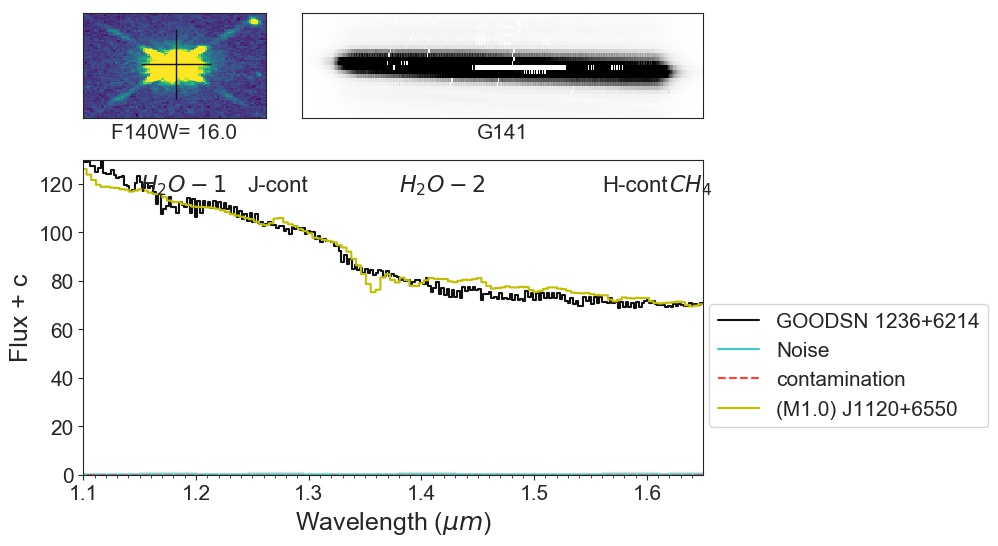 F140W= 16.0
G141
H₂O − 1 J-cont H₂O − 2 H-cont CH₄
120
100
80
60
40
20
0
Flux + c
1.1 1.2 1.3 1.4 1.5 1.6
Wavelength (μm)
GOODSN 1236+6214
Noise
contamination
(M1.0) J1120+6550